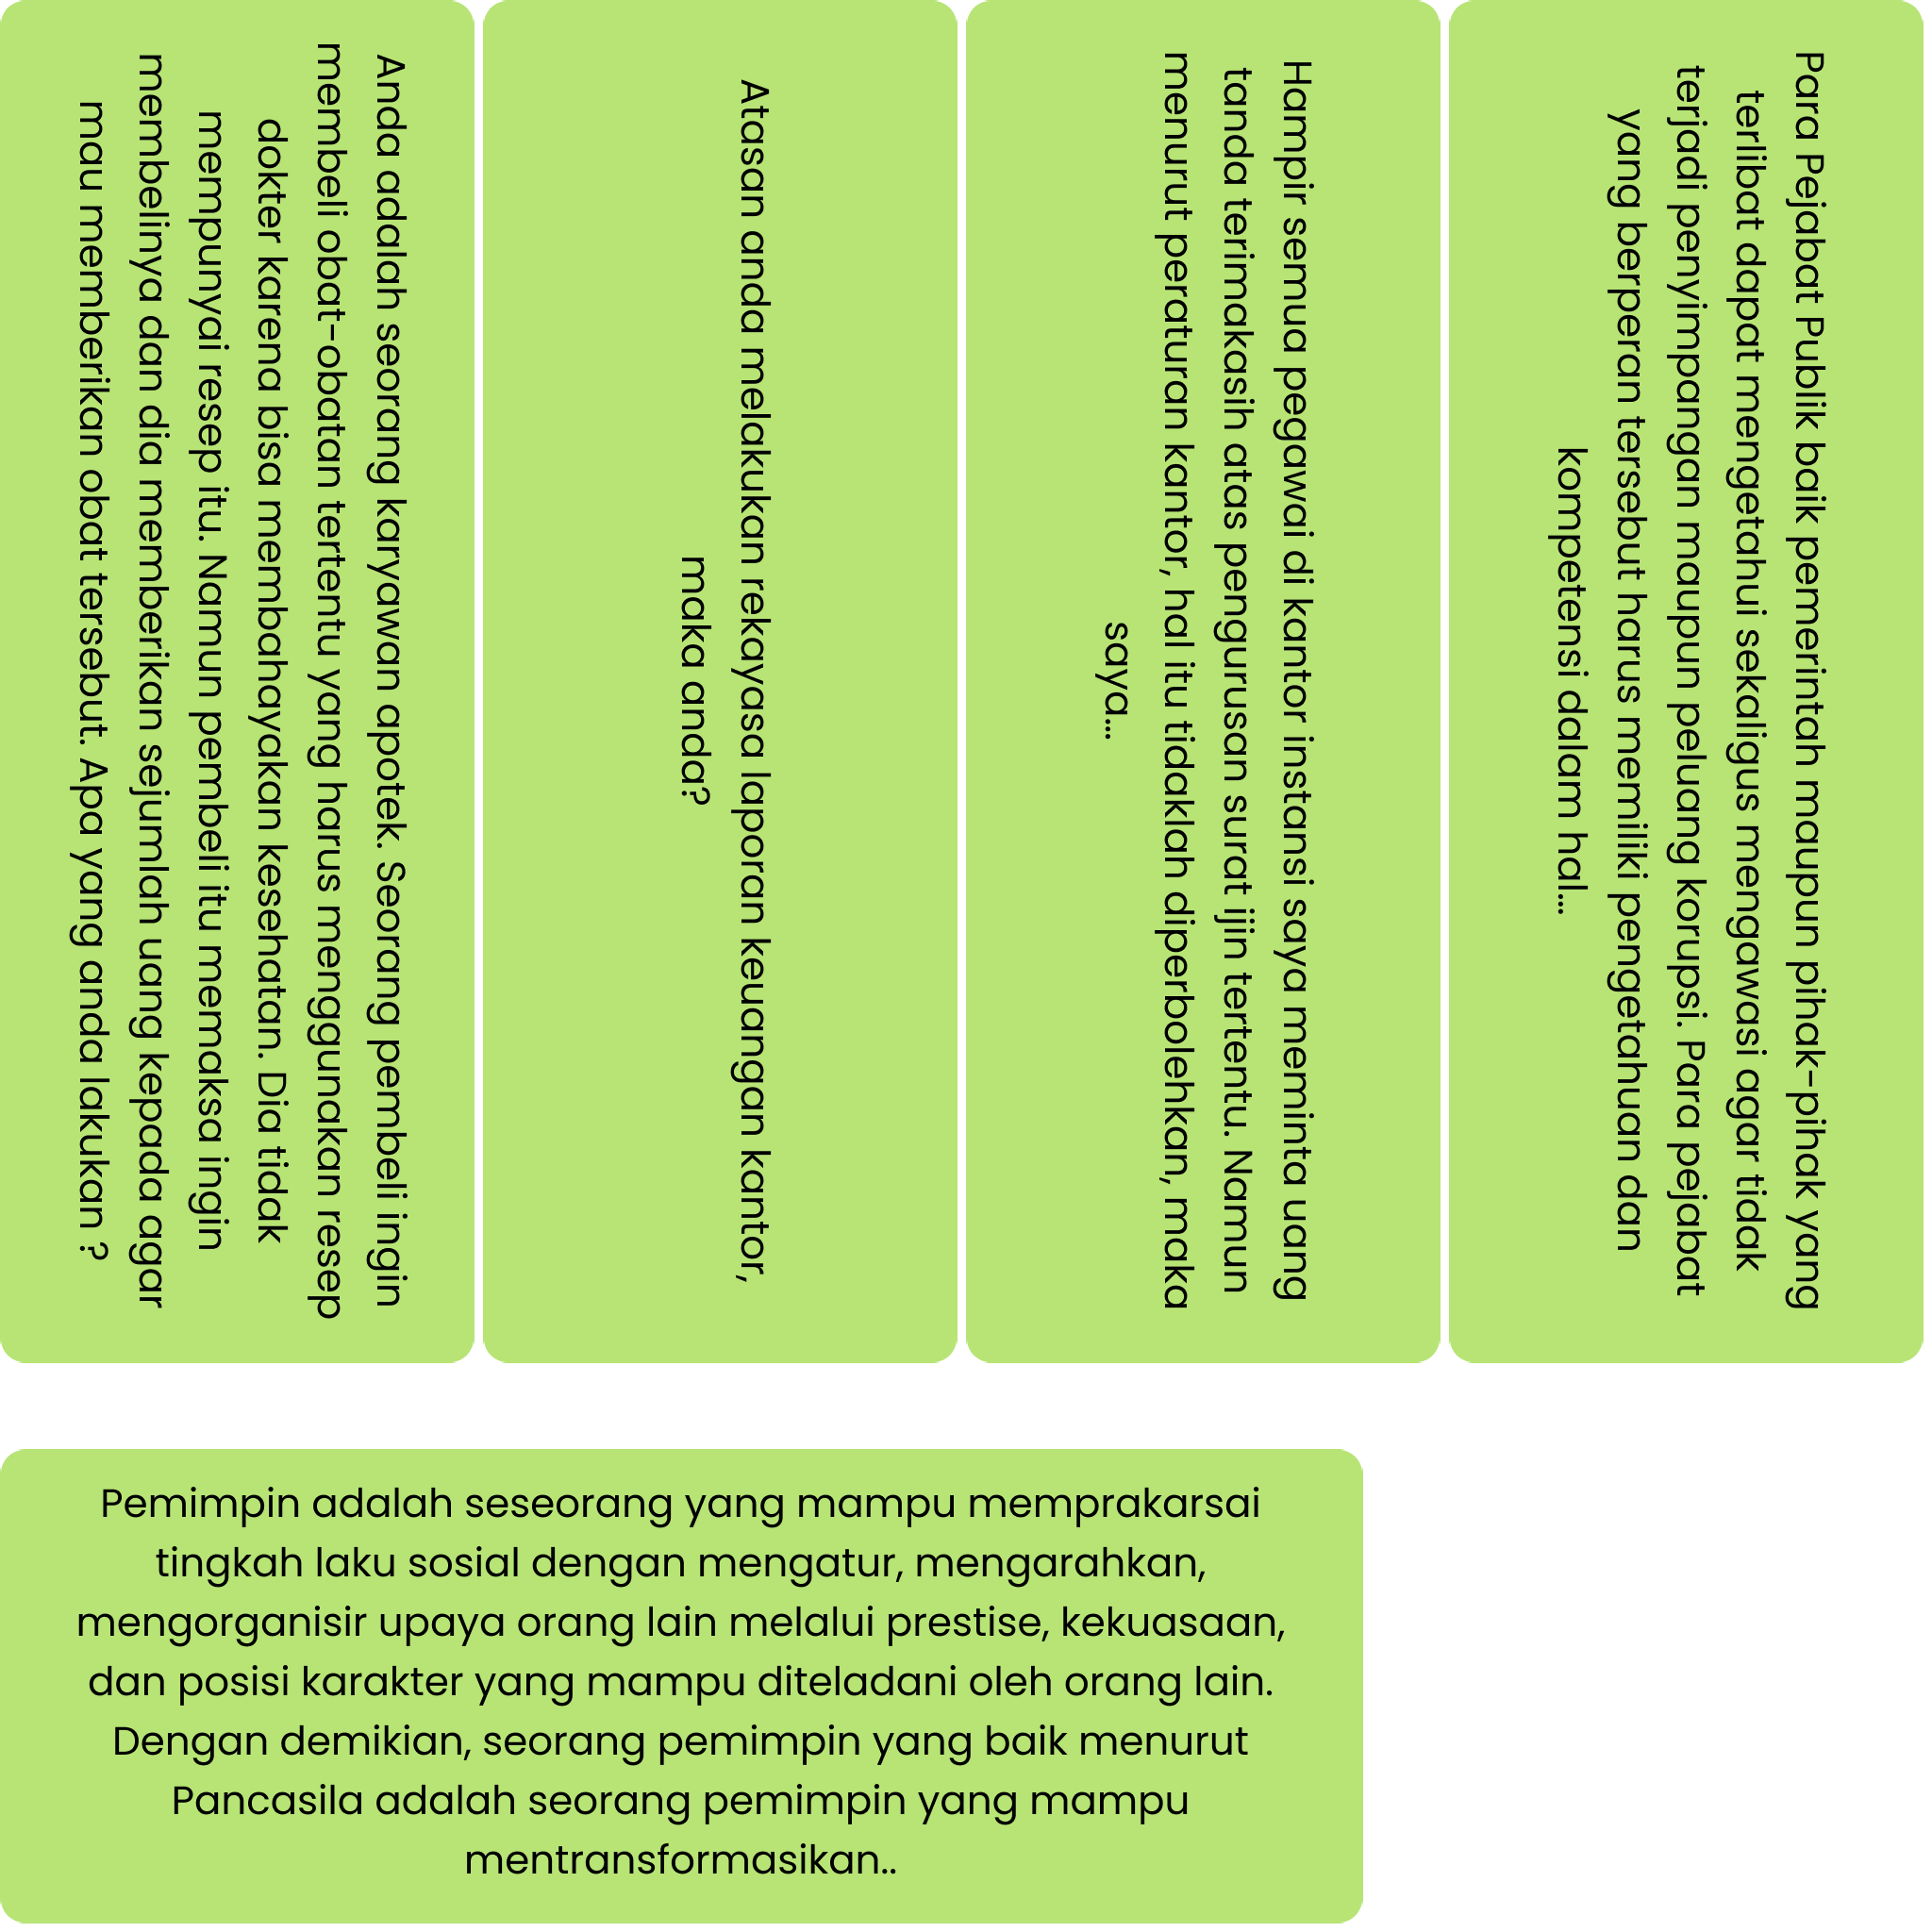 Anda adalah seorang karyawan apotek. Seorang pembeli ingin
membeli obat-obatan tertentu yang harus menggunakan resep
dokter karena bisa membahayakan kesehatan. Dia tidak
mempunyai resep itu. Namun pembeli itu memaksa ingin
membelinya dan dia memberikan sejumlah uang kepada agar
mau memberikan obat tersebut. Apa yang anda lakukan ?
Atasan anda melakukan rekayasa laporan keuangan kantor,
maka anda?
Hampir semua pegawai di kantor instansi saya meminta uang
tanda terimakasih atas pengurusan surat ijin tertentu. Namun
menurut peraturan kantor, hal itu tidaklah diperbolehkan, maka
saya...
Para Pejabat Publik baik pemerintah maupun pihak-pihak yang
terlibat dapat mengetahui sekaligus mengawasi agar tidak
terjadi penyimpangan maupun peluang korupsi. Para pejabat
yang berperan tersebut harus memiliki pengetahuan dan
kompetensi dalam hal...
Pemimpin adalah seseorang yang mampu memprakarsai
tingkah laku sosial dengan mengatur, mengarahkan,
mengorganisir upaya orang lain melalui prestise, kekuasaan,
dan posisi karakter yang mampu diteladani oleh orang lain.
Dengan demikian, seorang pemimpin yang baik menurut
Pancasila adalah seorang pemimpin yang mampu
mentransformasikan..